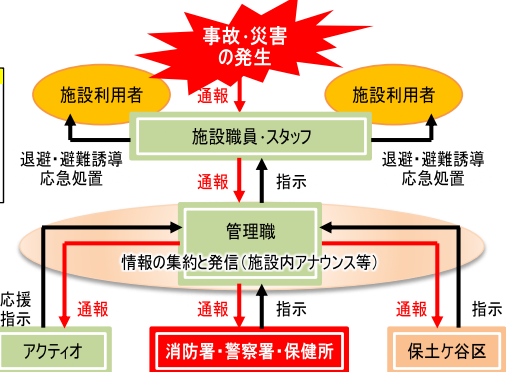 事故・災害
の発生
通報
施設利用者
施設利用者
施設職員・スタッフ
退避・避難誘導
応急処置
通報
指示
退避・避難誘導
応急処置
管理職
情報の集約と発信（施設内アナウンス等）
応援
指示
通報
通報
指示
通報
指示
アクティオ
消防署・警察署・保健所
保土ケ谷区